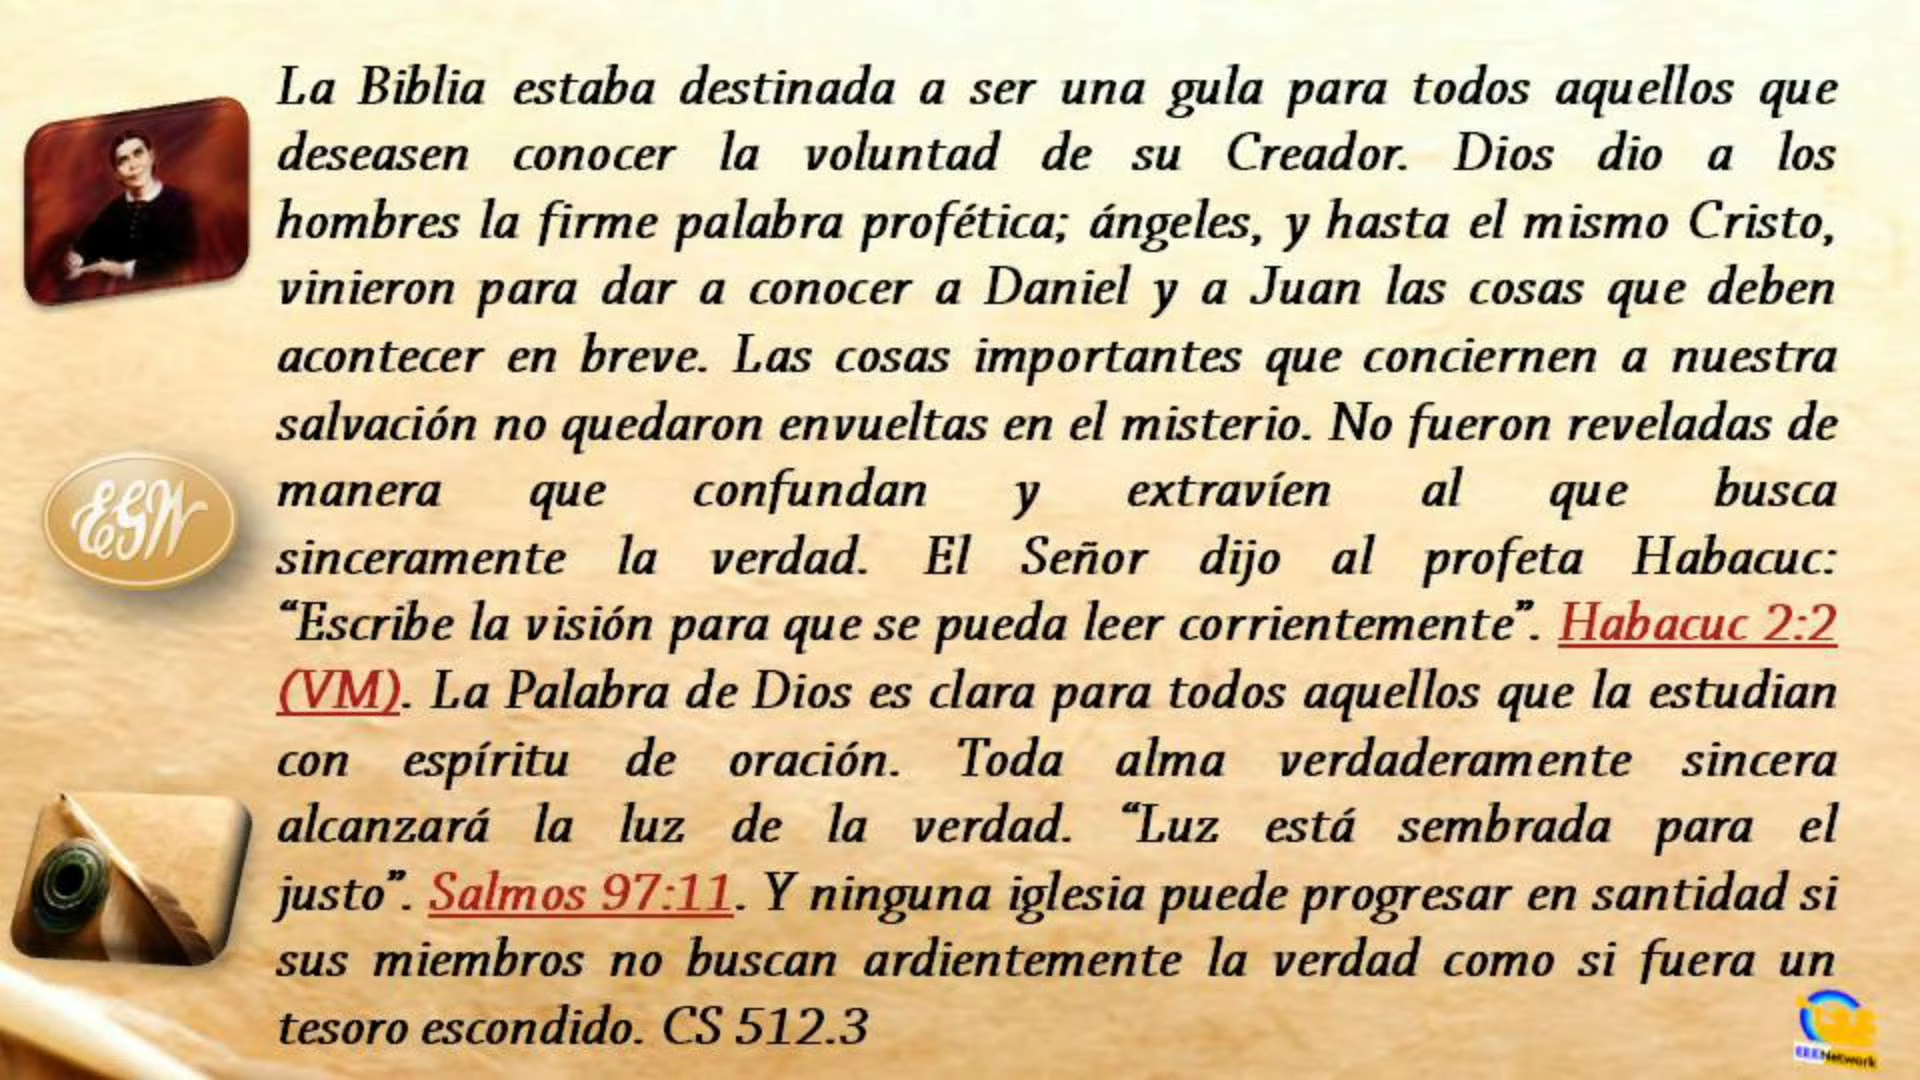 La Biblia estaba destinada a ser una gula para todos aquellos que
deseasen conocer la voluntad de su Creador. Dios dio a los
hombres la firme palabra profética; ángeles, y hasta el mismo Cristo,
vinieron para dar a conocer a Daniel y a Juan las cosas que deben
acontecer en breve. Las cosas importantes que conciernen a nuestra
salvación no quedaron envueltas en el misterio. No fueron reveladas de
manera que confundan y extravíen al que busca
sinceramente la verdad. El Señor dijo al profeta Habacuc:
“Escribe la visión para que se pueda leer corrientemente”. Habacuc 2:2
(VM). La Palabra de Dios es clara para todos aquellos que la estudian
con espíritu de oración. Toda alma verdaderamente sincera
alcanzará la luz de la verdad. “Luz está sembrada para el
justo”. Salmos 97:11. Y ninguna iglesia puede progresar en santidad si
sus miembros no buscan ardientemente la verdad como si fuera un
tesoro escondido. CS 512.3
EGW
EEENetwork